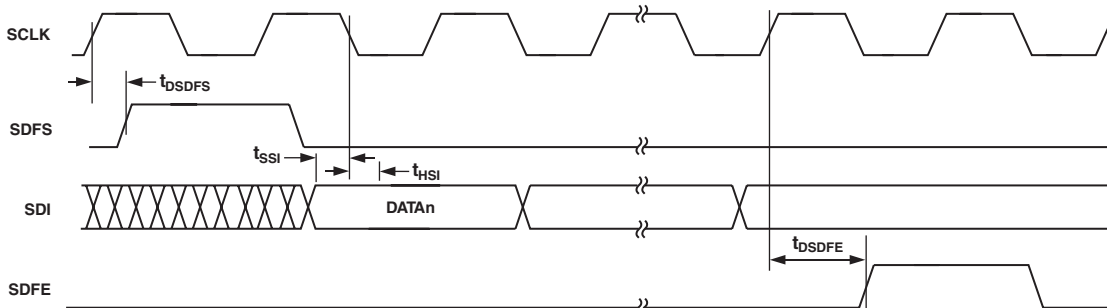 SCLK
tDSDFS
SDFS
tSSI
tHSI
SDI
DATAn
tDSDFE
SDFE